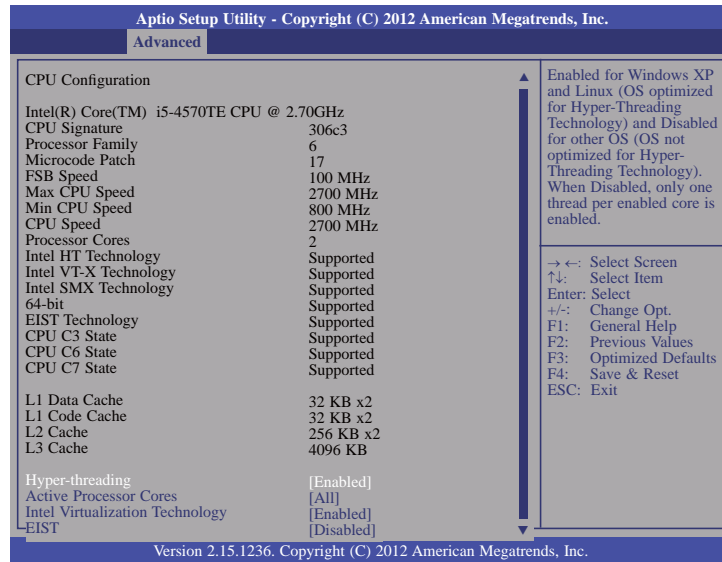 Aptio Setup Utility - Copyright (C) 2012 American Megatrends, Inc.
Advanced
CPU Configuration
Intel(R) Core(TM) i5-4570TE CPU @ 2.70GHz
CPU Signature 306c3
Processor Family 6
Microcode Patch 17
FSB Speed 100 MHz
Max CPU Speed 2700 MHz
Min CPU Speed 800 MHz
CPU Speed 2700 MHz
Processor Cores 2
Intel HT Technology Supported
Intel VT-X Technology Supported
Intel SMX Technology Supported
64-bit Supported
EIST Technology Supported
CPU C3 State Supported
CPU C6 State Supported
CPU C7 State Supported
L1 Data Cache 32 KB x2
L1 Code Cache 32 KB x2
L2 Cache 256 KB x2
L3 Cache 4096 KB
Hyper-threading [Enabled]
Active Processor Cores [All]
Intel Virtualization Technology [Enabled]
EIST [Disabled]
Enabled for Windows XP
and Linux (OS optimized
for Hyper-Threading
Technology) and Disabled
for other OS (OS not
optimized for Hyper-
Threading Technology).
When Disabled, only one
thread per enabled core is
enabled.
→←: Select Screen
↑↓: Select Item
Enter: Select
+/-: Change Opt.
F1: General Help
F2: Previous Values
F3: Optimized Defaults
F4: Save & Reset
ESC: Exit
Version 2.15.1236. Copyright (C) 2012 American Megatrends, Inc.